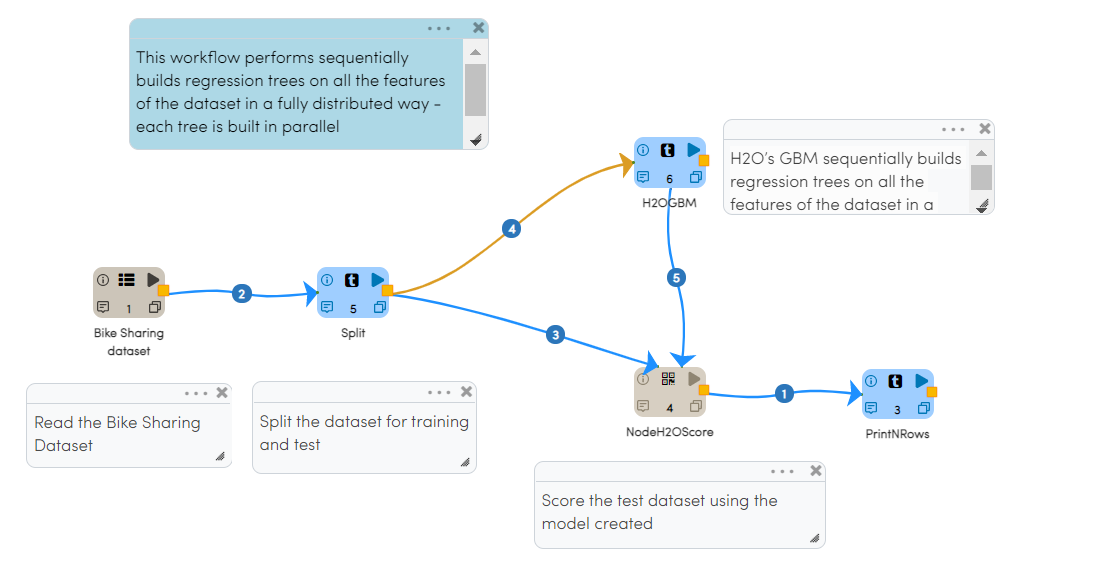 This workflow performs sequentially
builds regression trees on all the features
of the dataset in a fully distributed way -
each tree is built in parallel
H2O's GBM sequentially builds
regression trees on all the
features of the dataset in a
t
6
H2OGBM
4
5
2
3
1
Bike Sharing
dataset
t
5
Split
4
NodeH2OScore
1
t
3
PrintNRows
Read the Bike Sharing
Dataset
Split the dataset for training
and test
Score the test dataset using the
model created